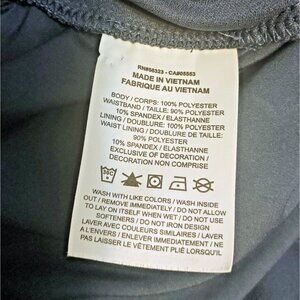 RN#56323 - CA#05553
MADE IN VIETNAM
FABRIQUE AU VIETNAM
BODY / CORPS: 100% POLYESTER
WAISTBAND / TAILLE: 90% POLYESTER
10% SPANDEX / ELASTHANNE
LINING / DOUBLURE: 100% POLYESTER
WAIST LINING / DOUBLURE DE TAILLE:
90% POLYESTER
10% SPANDEX / ELASTHANNE
EXCLUSIVE OF DECORATION /
DECORATION NON COMPRISE
WASH WITH LIKE COLORS / WASH INSIDE
OUT / REMOVE IMMEDIATELY / DO NOT ALLOW
TO LAY ON ITSELF WHEN WET / DO NOT USE
SOFTENERS / DO NOT IRON DESIGN
LAVER AVEC COULEURS SIMILAIRES / LAVER
A L'ENVERS / ENLEVER IMMEDIATEMENT / NE
PAS LAISSER LE VÊTEMENT PLIÉ LORSQU'IL